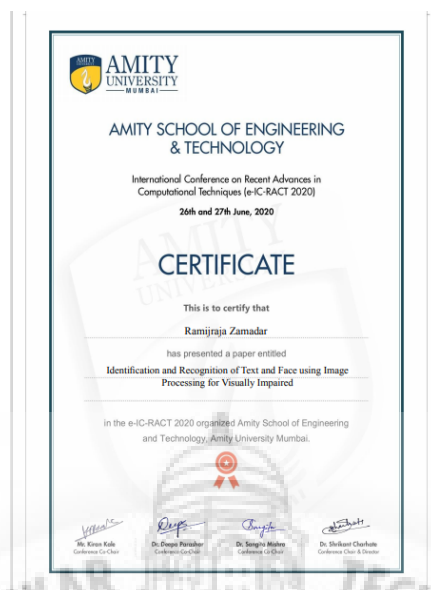 AMITY
AMITY
UNIVERSITY
MUMBAI
AMITY SCHOOL OF ENGINEERING
& TECHNOLOGY
International Conference on Recent Advances in
Computational Techniques (e-IC-RACT 2020)
26th and 27th June, 2020
AMITY
UNIVERSITY
CERTIFICATE
This is to certify that
Ramijraja Zamadar
has presented a paper entitled
Identification and Recognition of Text and Face using Image
Processing for Visually Impaired
in the e-IC-RACT 2020 organized Amity School of Engineering
and Technology, Amity University Mumbai.
Mr. Kiran Kale Dr. Deepa Parasher Dr. Sangita Mishra Dr. Shrikant Charhate
Conference Co-Chair Conference Co-Chair Conference Co-Chair Conference Chair & Director